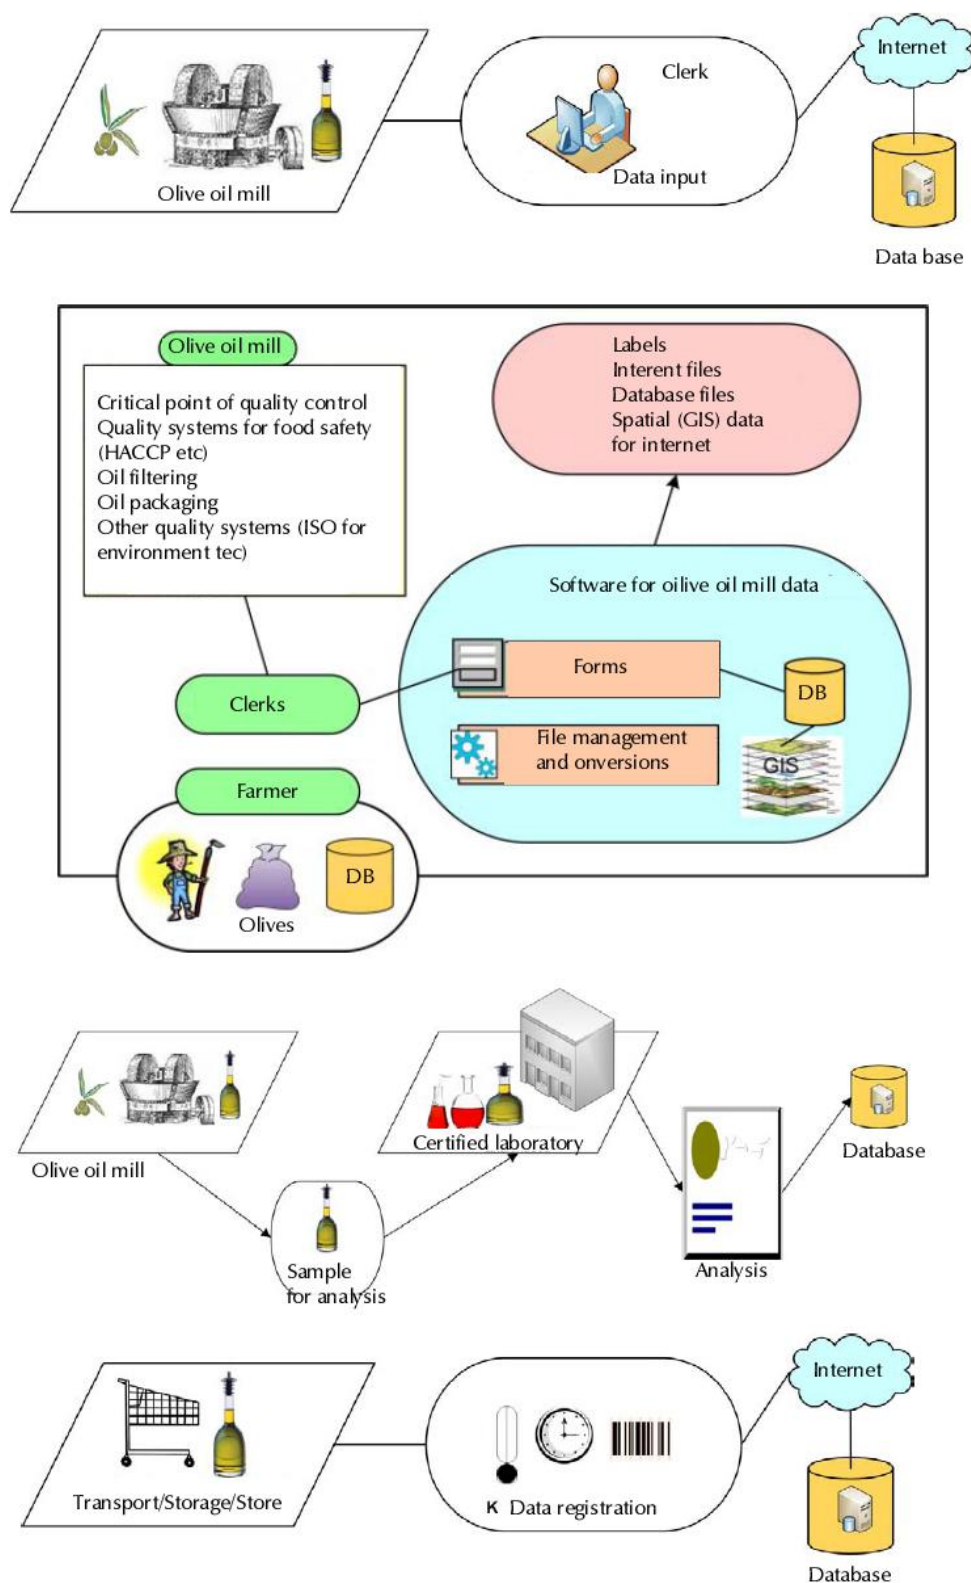 Internet
Clerk
Data input
Olive oil mill
Data base
Olive oil mill
Critical point of quality control
Quality systems for food safety
(HACCP etc)
Oil filtering
Oil packaging
Other quality systems (ISO for
environment tec)
Labels
Interent files
Database files
Spatial (GIS) data
for internet
Software for oilive oil mill data
Forms
DB
Clerks
File management
and onversions
GIS
Farmer
DB
Olives
Olive oil mill
Certified laboratory
Database
Sample
for analysis
Analysis
Internet
Transport/Storage/Store
K Data registration
Database